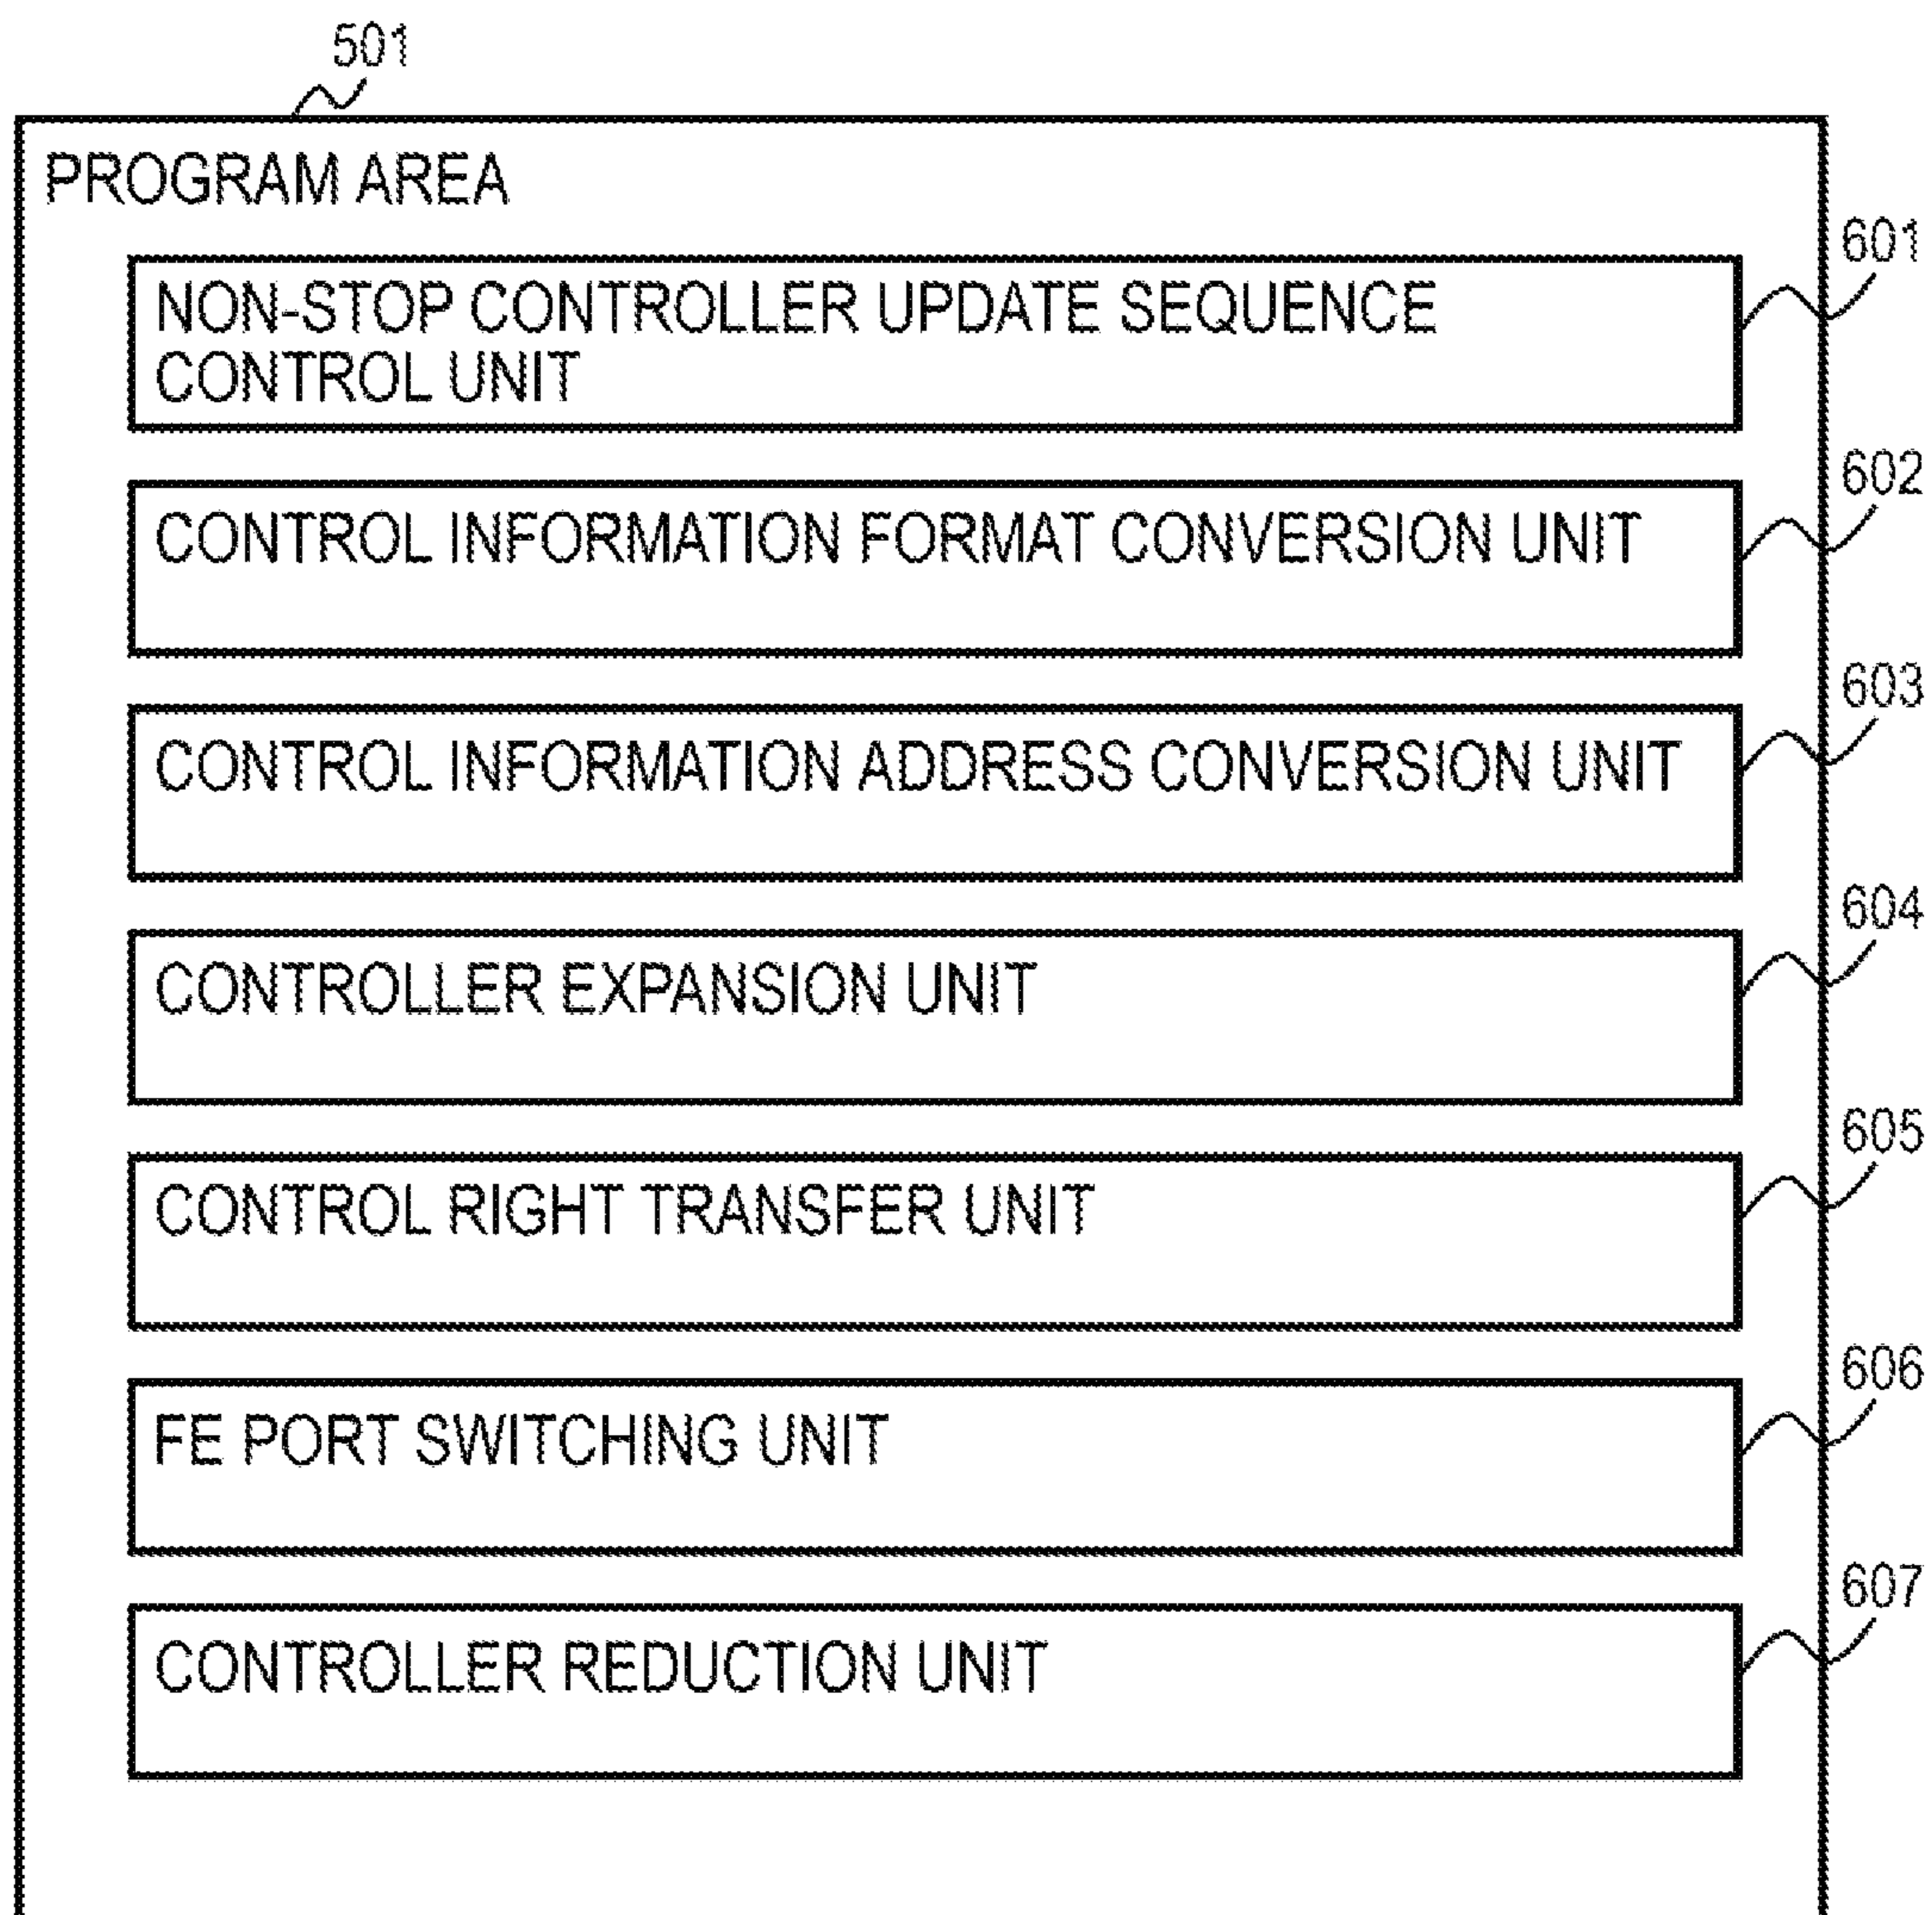 501
PROGRAM AREA
601
NON-STOP CONTROLLER UPDATE SEQUENCE
CONTROL UNIT
602
CONTROL INFORMATION FORMAT CONVERSION UNIT
603
CONTROL INFORMATION ADDRESS CONVERSION UNIT
604
CONTROLLER EXPANSION UNIT
605
CONTROL RIGHT TRANSFER UNIT
606
FE PORT SWITCHING UNIT
607
CONTROLLER REDUCTION UNIT